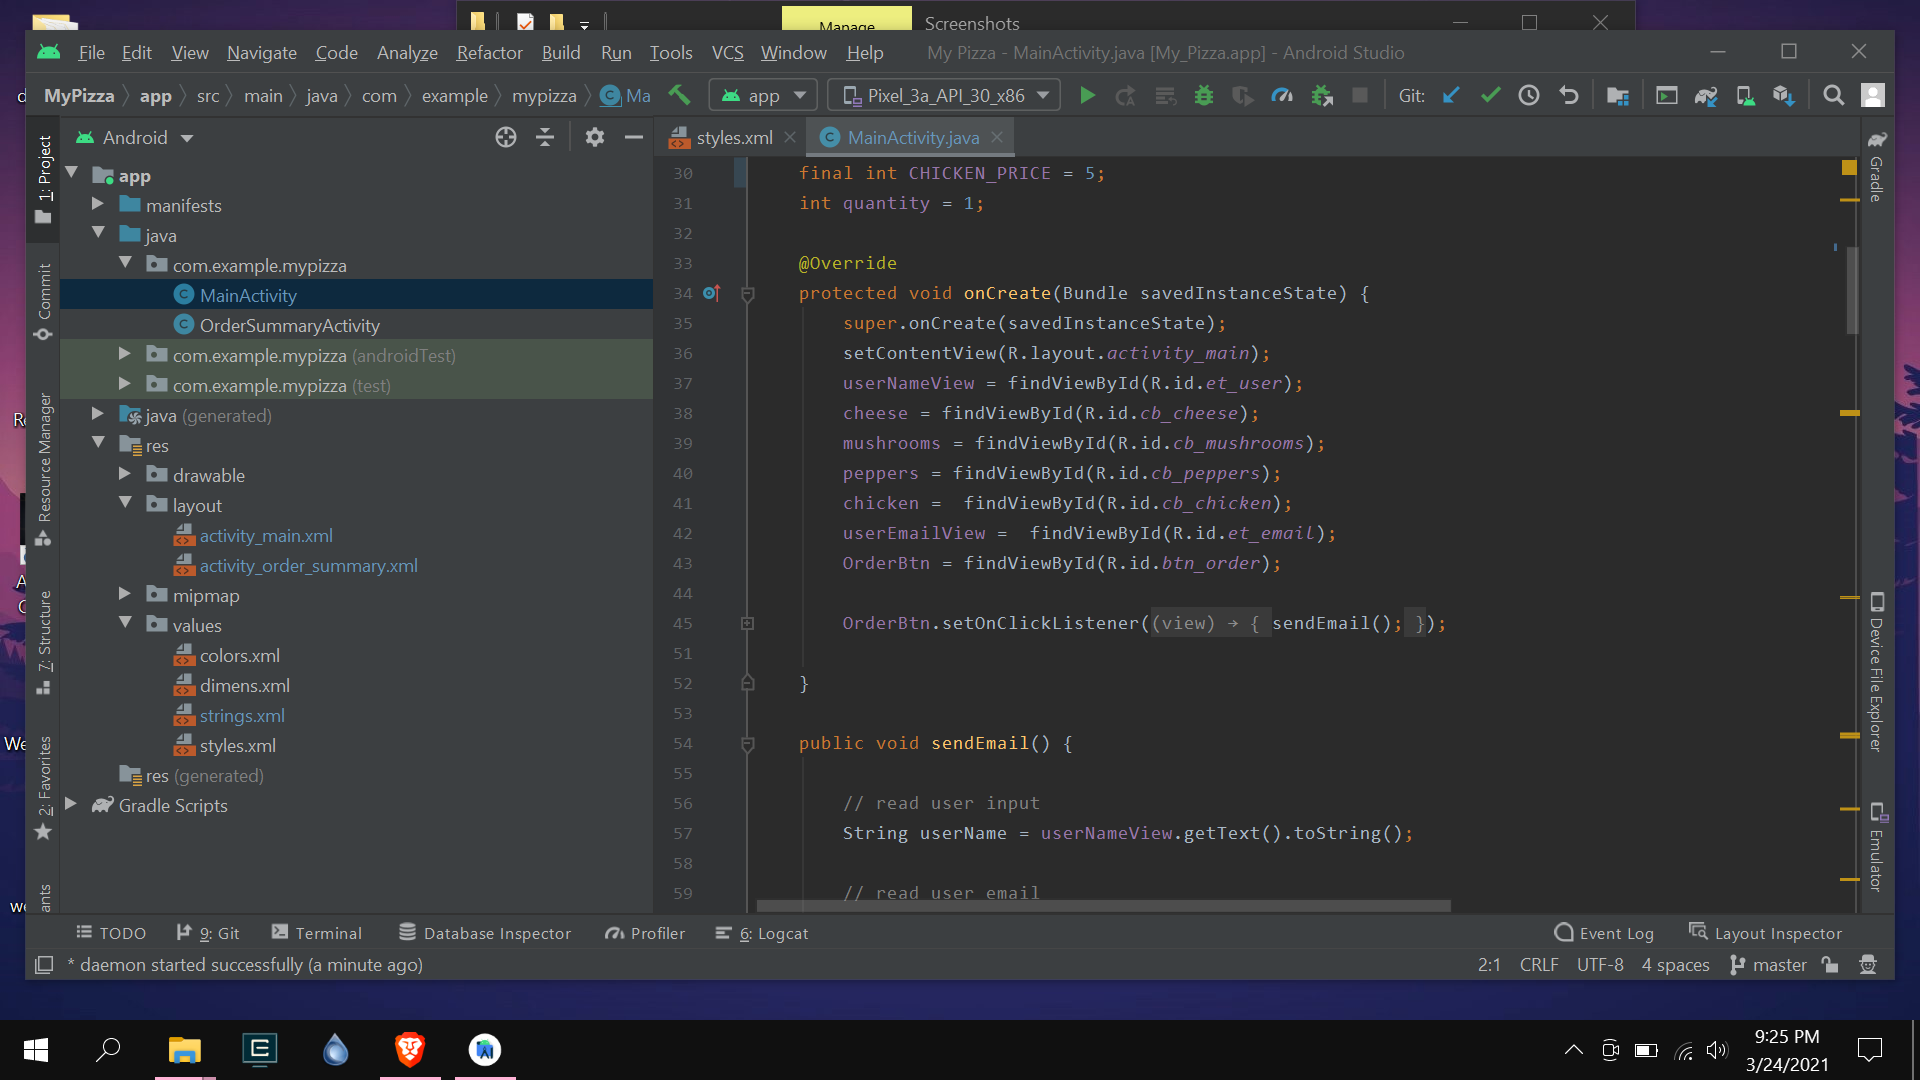 Manage
Screenshots
File Edit View Navigate Code Analyze Refactor Build Run Tools VCS Window Help
My Pizza - MainActivity.java [My_Pizza.app] - Android Studio
MyPizza app src main java com example mypizza Ma
app
Pixel_3a_API_30_x86
Git:
1: Project
Commit
Resource Manager
7: Structure
2: Favorites
ants
Android
app
manifests
java
com.example.mypizza
MainActivity
OrderSummaryActivity
com.example.mypizza (androidTest)
com.example.mypizza (test)
java (generated)
res
drawable
layout
activity_main.xml
activity_order_summary.xml
mipmap
values
colors.xml
dimens.xml
strings.xml
styles.xml
res (generated)
Gradle Scripts
styles.xml
MainActivity.java
30 final int CHICKEN_PRICE = 5;
31 int quantity = 1;
32
33 @Override
34 protected void onCreate(Bundle savedInstanceState) {
35 super.onCreate(savedInstanceState);
36 setContentView(R.layout.activity_main);
37 userNameView = findViewById(R.id.et_user);
38 cheese = findViewById(R.id.cb_cheese);
39 mushrooms = findViewById(R.id.cb_mushrooms);
40 peppers = findViewById(R.id.cb_peppers);
41 chicken =  findViewById(R.id.cb_chicken);
42 userEmailView =  findViewById(R.id.et_email);
43 OrderBtn = findViewById(R.id.btn_order);
44
45 OrderBtn.setOnClickListener((view) → { sendEmail(); });
51
52 }
53
54 public void sendEmail() {
55
56 // read user input
57 String userName = userNameView.getText().toString();
58
59 // read user email
Gradle
Device File Explorer
Emulator
TODO
9: Git
Terminal
Database Inspector
Profiler
6: Logcat
Event Log
Layout Inspector
* daemon started successfully (a minute ago)
2:1 CRLF UTF-8 4 spaces master
9:25 PM
3/24/2021